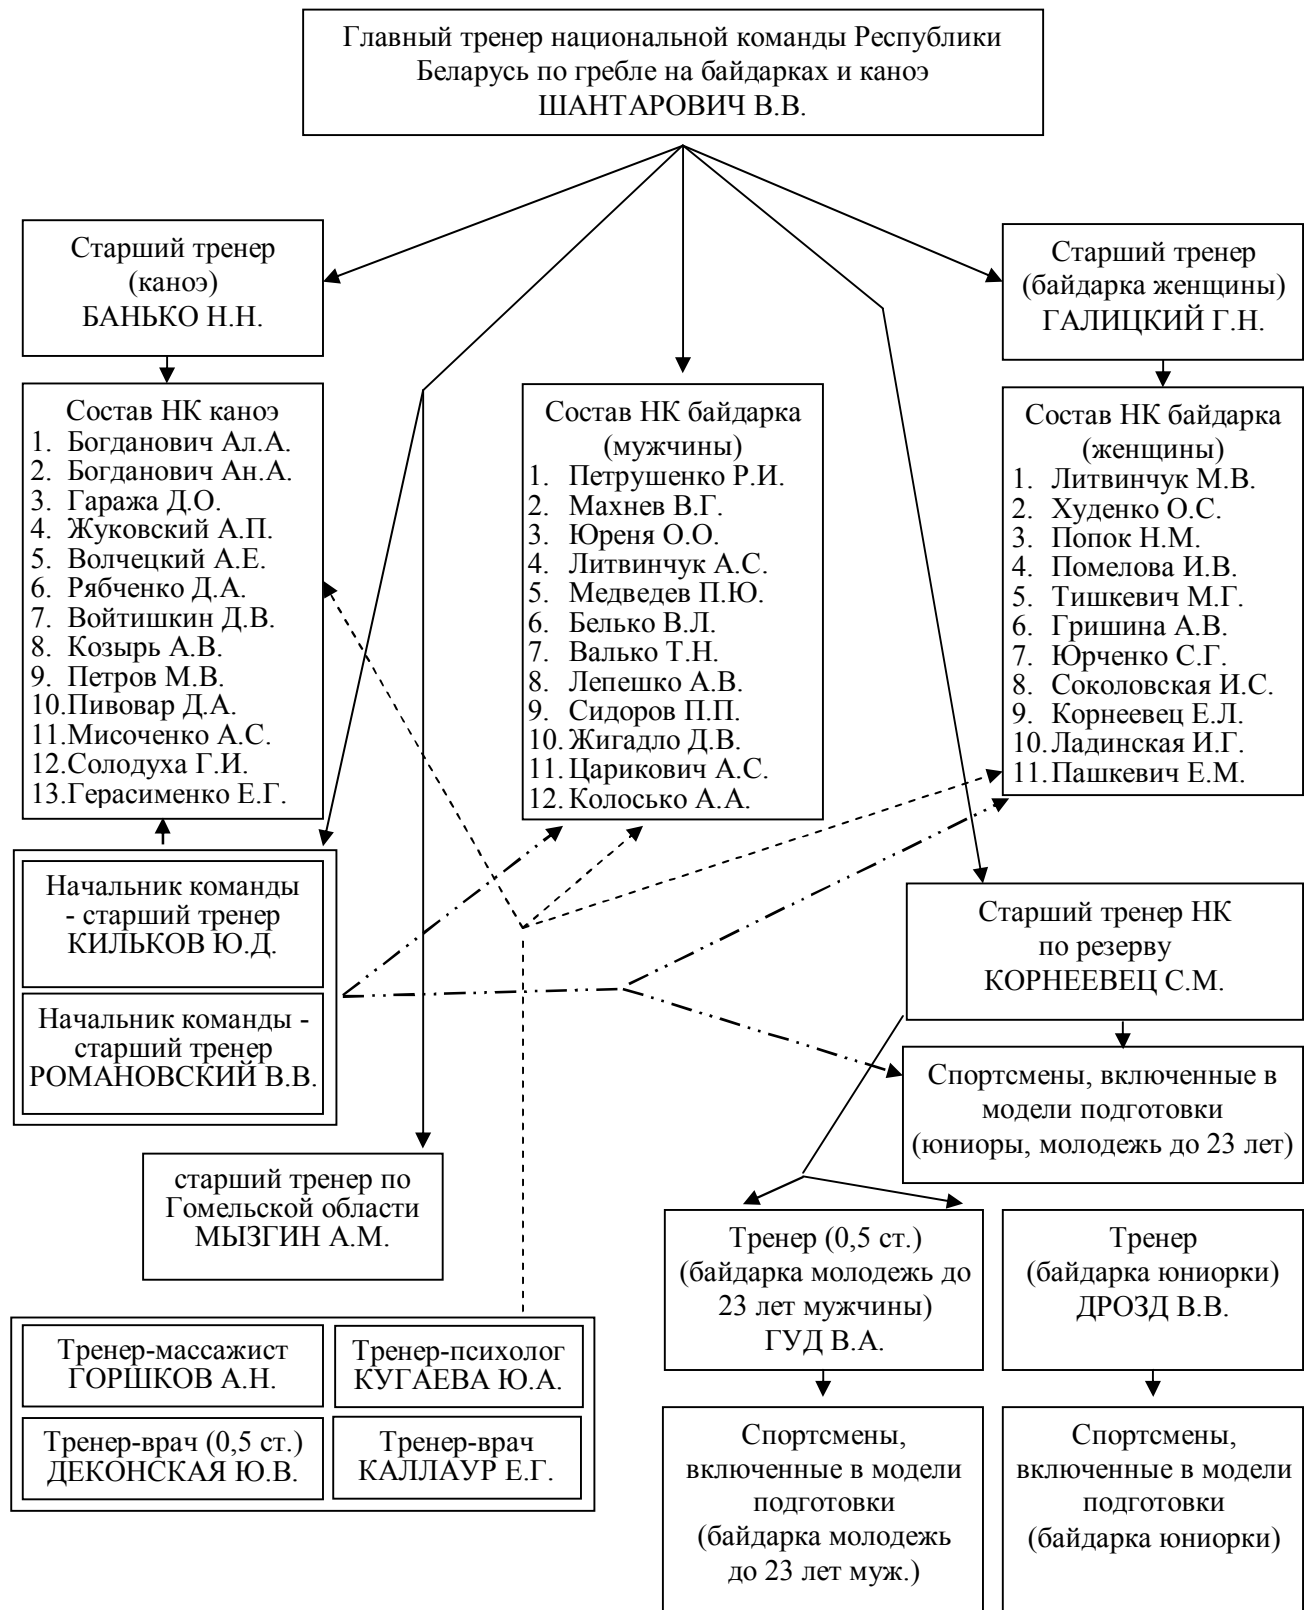 Главный тренер национальной команды Республики
Беларусь по гребле на байдарках и каноэ
ШАНТАРОВИЧ В.В.
Старший тренер
(каноэ)
БАНЬКО Н.Н.
Старший тренер
(байдарка женщины)
ГАЛИЦКИЙ Г.Н.
Состав НК каноэ
1. Богданович Ал.А.
2. Богданович Ан.А.
3. Гаража Д.О.
4. Жуковский А.П.
5. Волчецкий А.Е.
6. Рябченко Д.А.
7. Войтишкин Д.В.
8. Козырь А.В.
9. Петров М.В.
10.Пивовар Д.А.
11.Мисоченко А.С.
12.Солодуха Г.И.
13.Герасименко Е.Г.
Состав НК байдарка
(мужчины)
1. Петрушенко Р.И.
2. Махнев В.Г.
3. Юреня О.О.
4. Литвинчук А.С.
5. Медведев П.Ю.
6. Белько В.Л.
7. Валько Т.Н.
8. Лепешко А.В.
9. Сидоров П.П.
10. Жигадло Д.В.
11. Царикович А.С.
12. Колосько А.А.
Состав НК байдарка
(женщины)
1. Литвинчук М.В.
2. Худенко О.С.
3. Попок Н.М.
4. Помелова И.В.
5. Тишкевич М.Г.
6. Гришина А.В.
7. Юрченко С.Г.
8. Соколовская И.С.
9. Корнеевец Е.Л.
10. Ладинская И.Г.
11. Пашкевич Е.М.
Начальник команды
- старший тренер
КИЛЬКОВ Ю.Д.
Начальник команды -
старший тренер
РОМАНОВСКИЙ В.В.
Старший тренер НК
по резерву
КОРНЕЕВЕЦ С.М.
Спортсмены, включенные в
модели подготовки
(юниоры, молодежь до 23 лет)
старший тренер по
Гомельской области
МЫЗГИН А.М.
Тренер (0,5 ст.)
(байдарка молодежь до
23 лет мужчины)
ГУД В.А.
Тренер
(байдарка юниорки)
ДРОЗД В.В.
Тренер-массажист
ГОРШКОВ А.Н.
Тренер-психолог
КУГАЕВА Ю.А.
Тренер-врач (0,5 ст.)
ДЕКОНСКАЯ Ю.В.
Тренер-врач
КАЛЛАУР Е.Г.
Спортсмены,
включенные в модели
подготовки
(байдарка молодежь
до 23 лет муж.)
Спортсмены,
включенные в модели
подготовки
(байдарка юниорки)